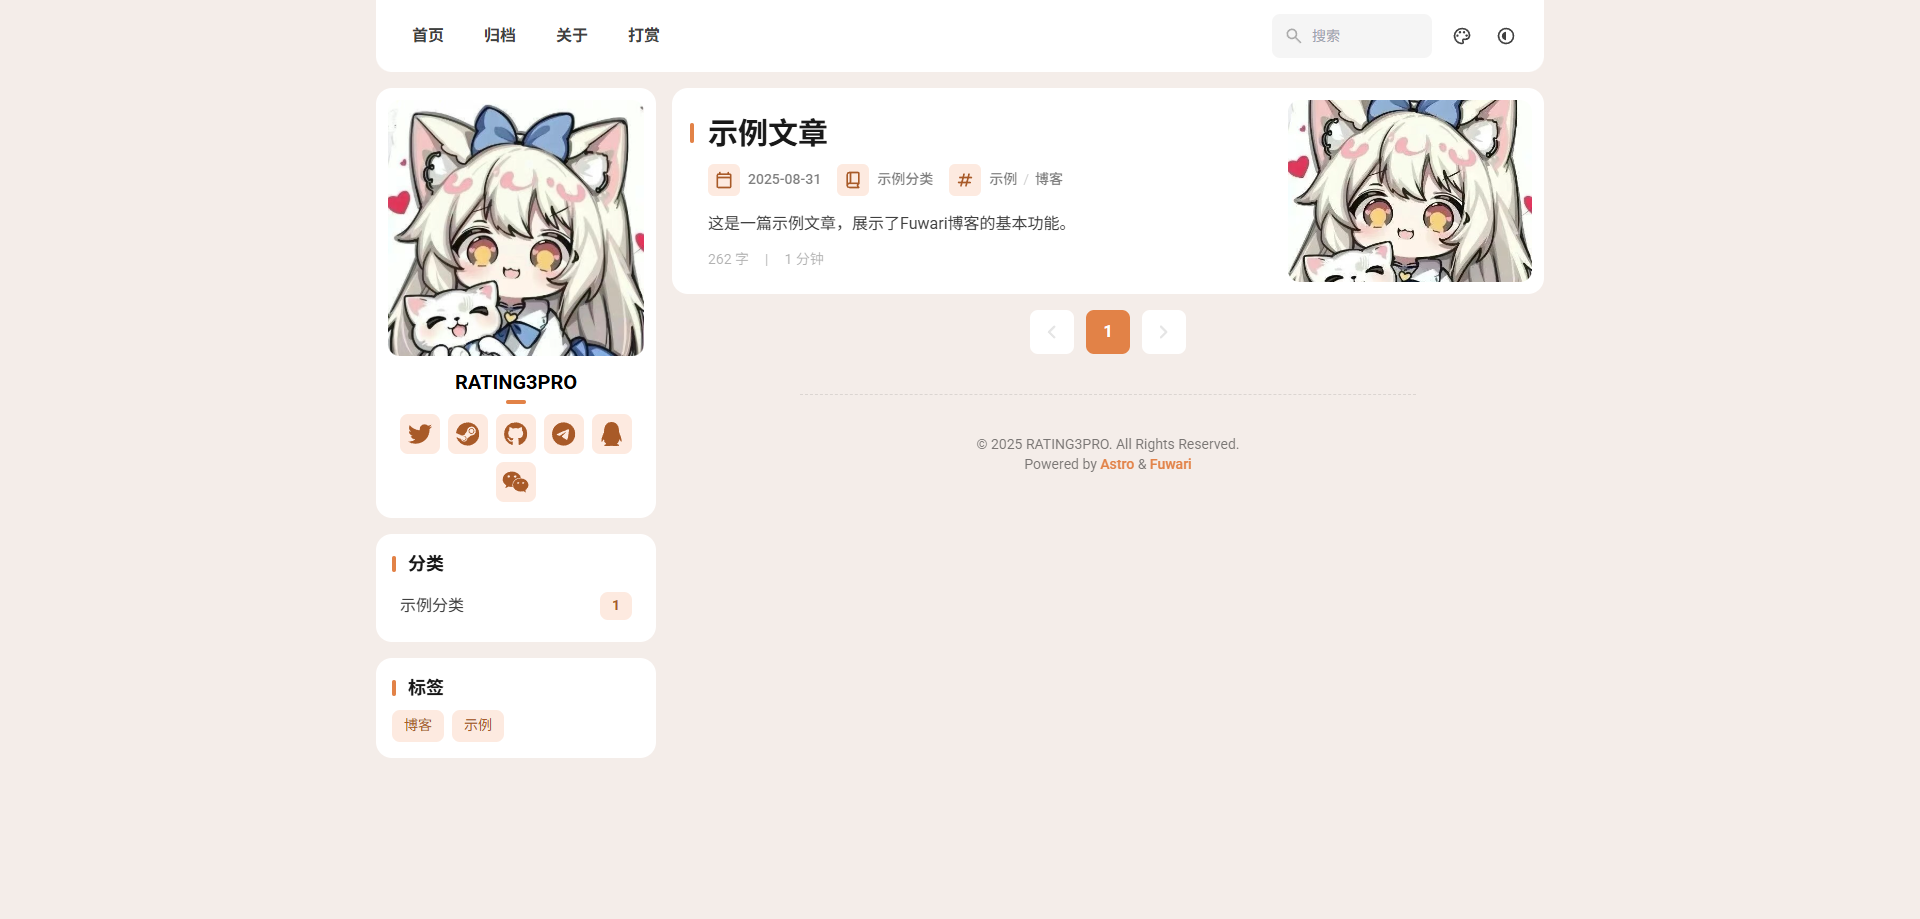 首页 归档 关于 打赏 搜索
RATING3PRO
分类
示例分类 1
标签
博客 示例
示例文章
2025-08-31 示例分类 示例 / 博客
这是一篇示例文章，展示了Fuwari博客的基本功能。
262 字 | 1 分钟
1
© 2025 RATING3PRO. All Rights Reserved.
Powered by Astro & Fuwari